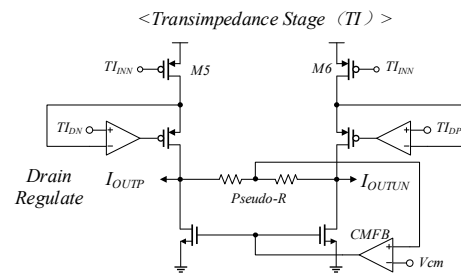 <Transimpedance Stage (TI)>
TI_INN M5 M6 TI_INN
TI_DN + - + - TI_DP
Drain
Regulate
I_OUTP I_OUTUN
Pseudo-R
CMFB + -
Vcm